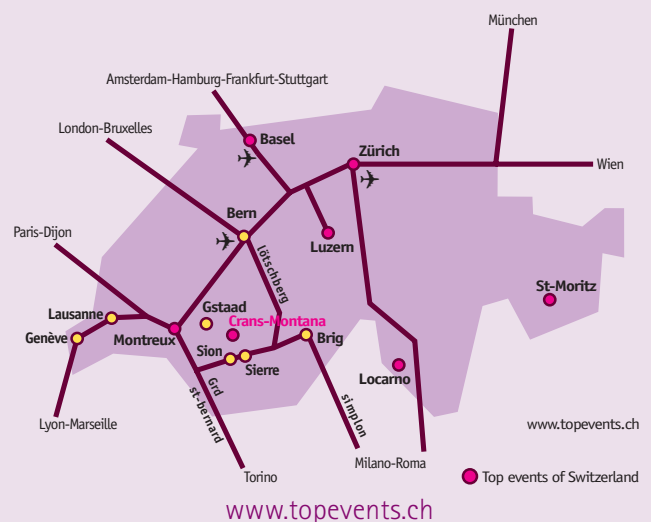 München
Amsterdam-Hamburg-Frankfurt-Stuttgart
London-Bruxelles
Basel
Zürich
Wien
Bern
Paris-Dijon
Luzern
lötschberg
St-Moritz
Gstaad
Lausanne
Crans-Montana
Genève
Montreux
Brig
Sion
Sierre
Locarno
Grd
st-bernard
simplon
Lyon-Marseille
www.topevents.ch
Milano-Roma
Torino
Top events of Switzerland
www.topevents.ch